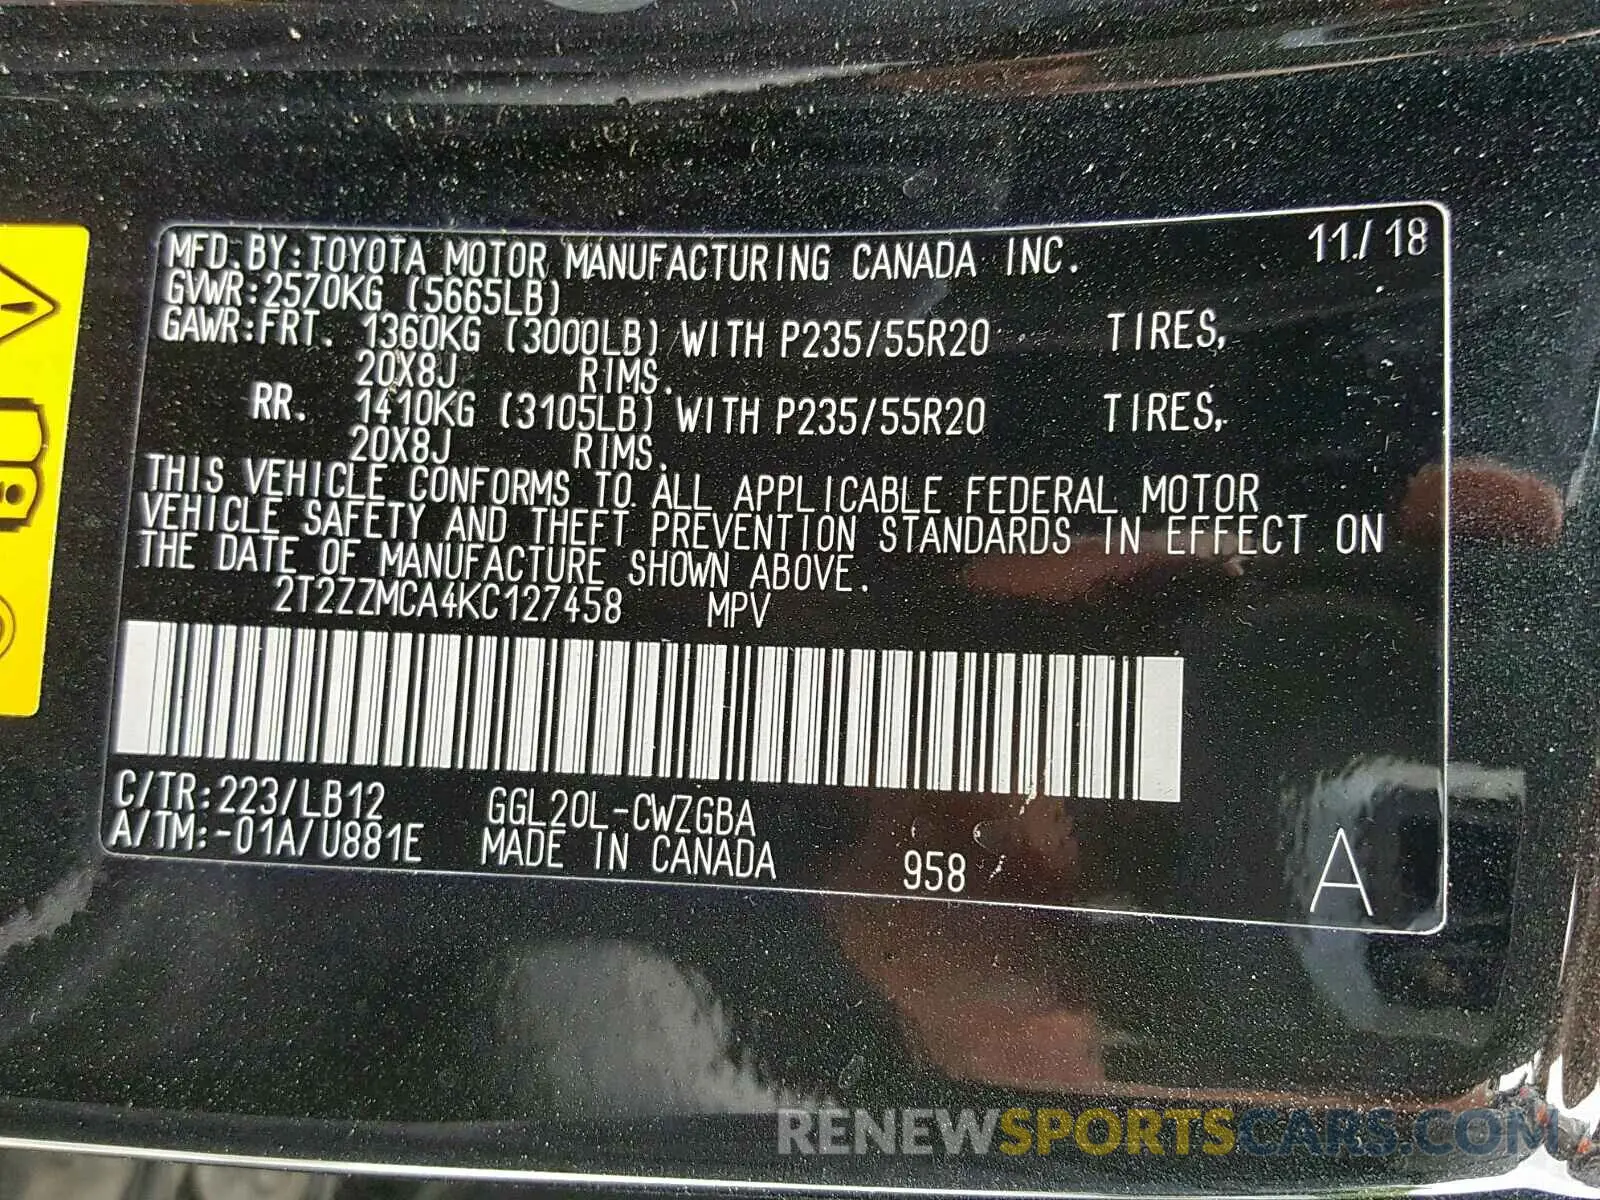 MFD. BY: TOYOTA MOTOR MANUFACTURING CANADA INC. 11/18
GVWR: 2570KG (5665LB)
GAWR: FRT. 1360KG (3000LB) WITH P235/55R20 TIRES,
20X8J RIMS.
RR. 1410KG (3105LB) WITH P235/55R20 TIRES,
20X8J RIMS.
THIS VEHICLE CONFORMS TO ALL APPLICABLE FEDERAL MOTOR
VEHICLE SAFETY AND THEFT PREVENTION STANDARDS IN EFFECT ON
THE DATE OF MANUFACTURE SHOWN ABOVE.
2T2ZZMCA4KC127458 MPV
C/TR: 223/LB12 GGL20L-CWZGBA
A/TM: -01A/U881E MADE IN CANADA 958 A
RENEWSPORTSCARS.COM